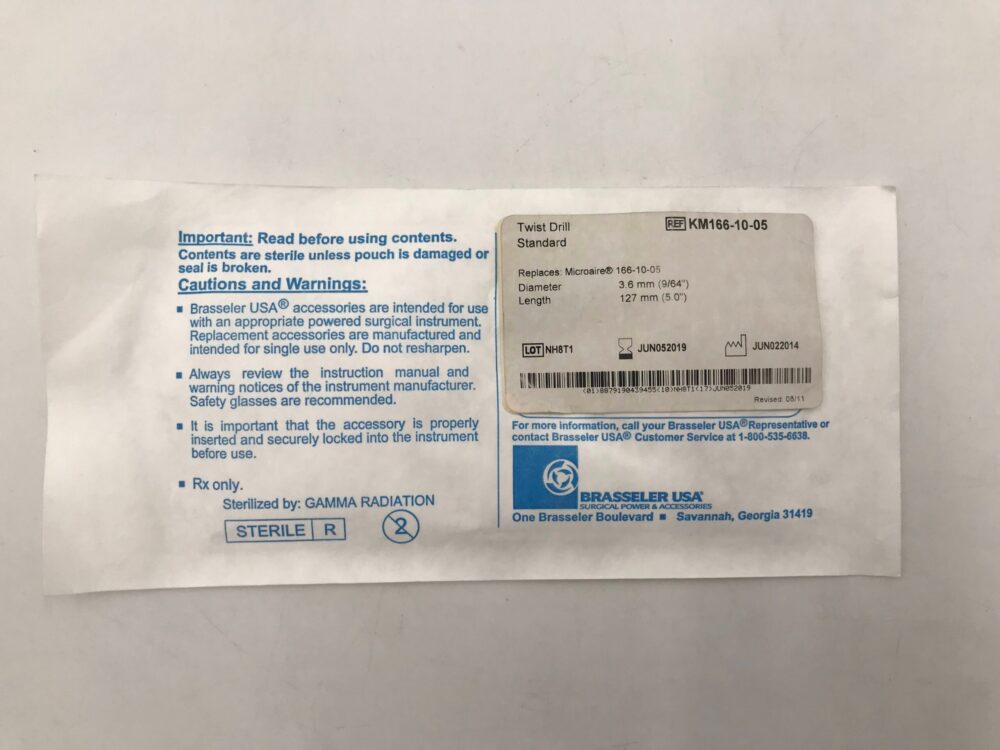 Important: Read before using contents.
Contents are sterile unless pouch is damaged or
seal is broken.
Cautions and Warnings:
▪ Brasseler USA® accessories are intended for use
with an appropriate powered surgical instrument.
Replacement accessories are manufactured and
intended for single use only. Do not resharpen.
▪ Always review the instruction manual and
warning notices of the instrument manufacturer.
Safety glasses are recommended.
▪ It is important that the accessory is properly
inserted and securely locked into the instrument
before use.
▪ Rx only.
Sterilized by: GAMMA RADIATION
STERILE R
2
Twist Drill REF KM166-10-05
Standard
Replaces: Microaire® 166-10-05
Diameter 3.6 mm (9/64")
Length 127 mm (5.0")
LOT NH8T1 JUN052019 JUN022014
Revised: 08/11
For more information, call your Brasseler USA® Representative or
contact Brasseler USA® Customer Service at 1-800-535-6638.
BRASSELER USA®
SURGICAL POWER & ACCESSORIES
One Brasseler Boulevard ▪ Savannah, Georgia 31419